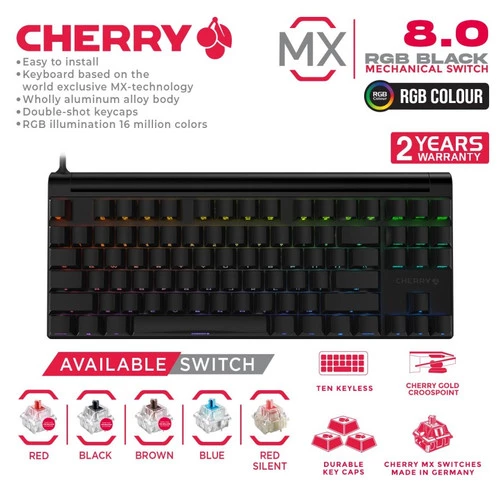 CHERRY
• Easy to install
• Keyboard based on the
world exclusive MX-technology
• Wholly aluminum alloy body
• Double-shot keycaps
• RGB illumination 16 million colors
MX
8.0
RGB BLACK
MECHANICAL SWITCH
RGB
Colour
RGB COLOUR
2 YEARS
WARRANTY
CHERRY
AVAILABLE SWITCH
RED
BLACK
BROWN
BLUE
RED
SILENT
TEN KEYLESS
CHERRY GOLD
CROOSPOINT
DURABLE
KEY CAPS
CHERRY MX SWITCHES
MADE IN GERMANY